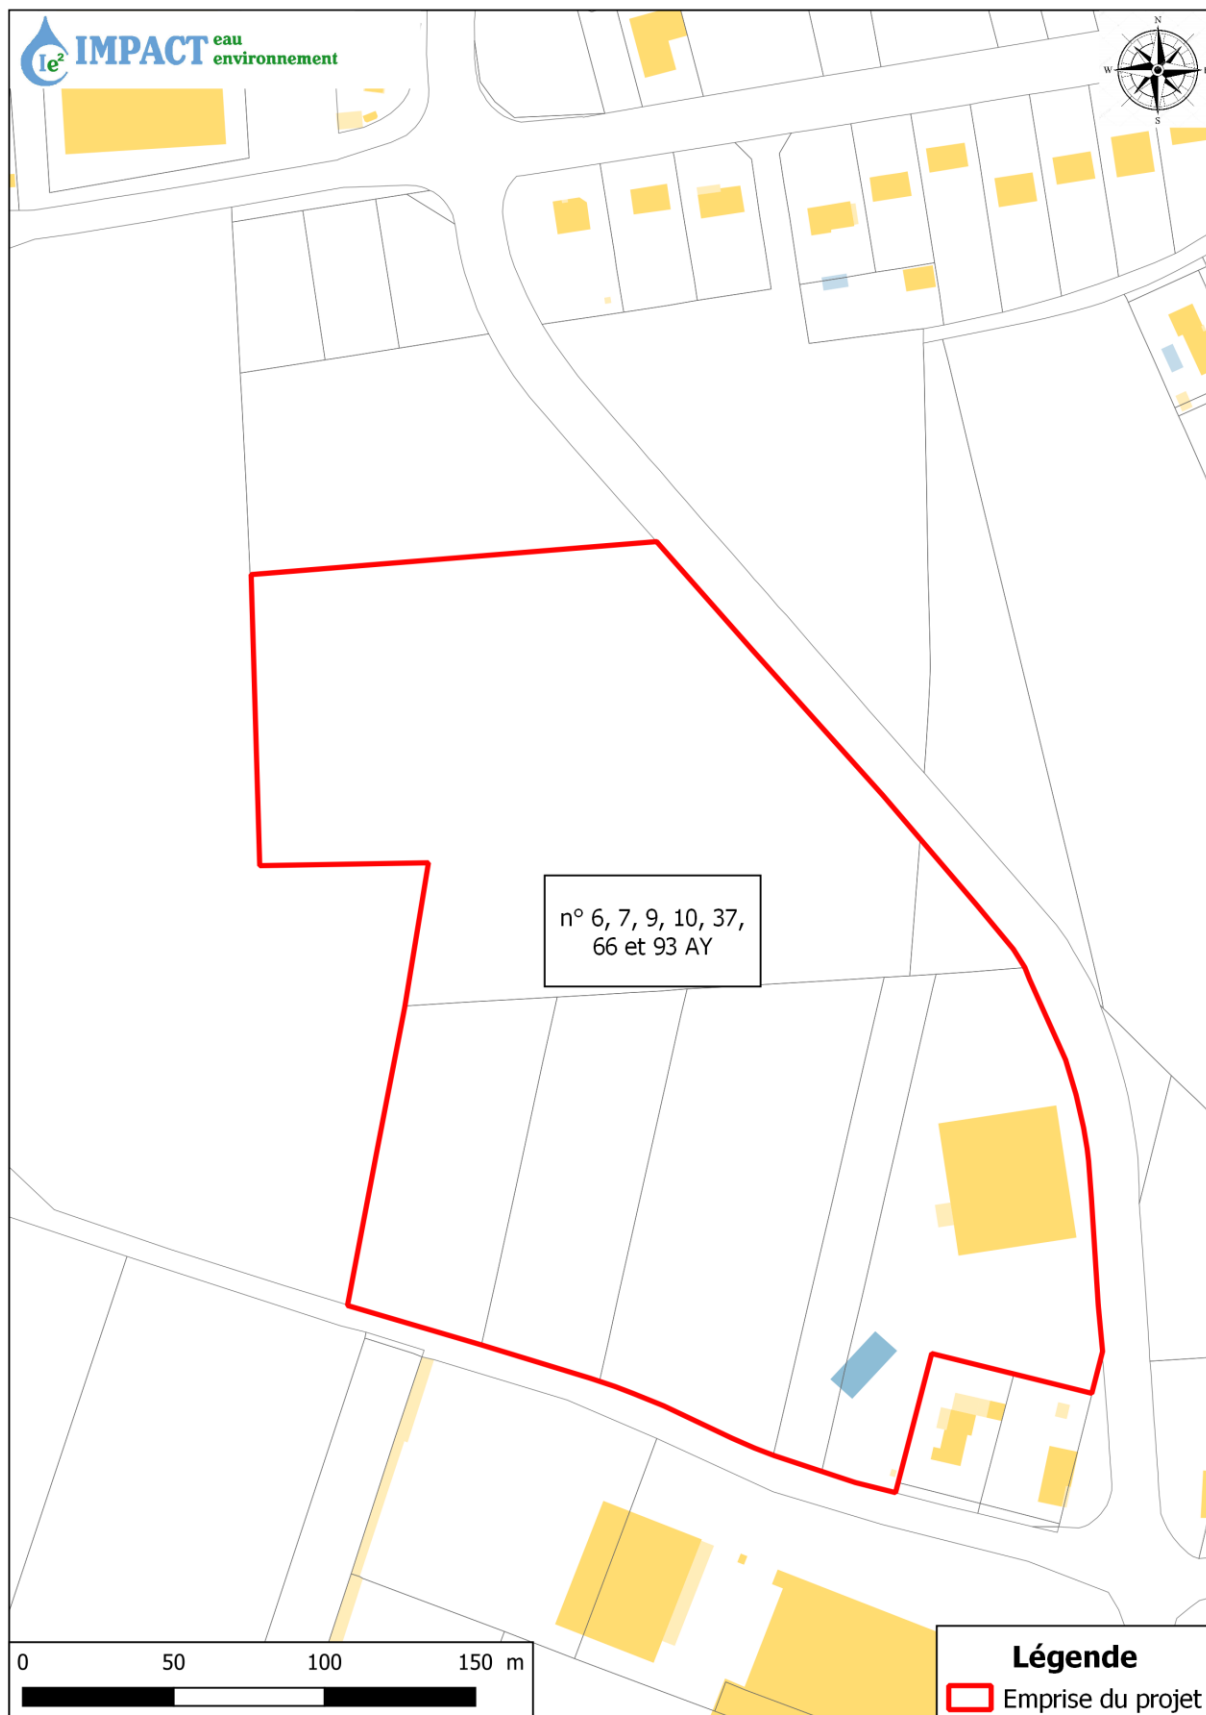 Ie²
IMPACT eau environnement
N
W
S
n° 6, 7, 9, 10, 37,
66 et 93 AY
0 50 100 150 m
Légende
Emprise du projet